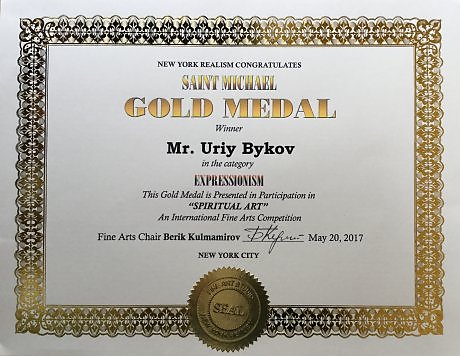 NEW YORK REALISM CONGRATULATES
SAINT MICHAEL
GOLD MEDAL
Winner
Mr. Uriy Bykov
in the category
EXPRESSIONISM
This Gold Medal is Presented in Participation in
"SPIRITUAL ART"
An International Fine Arts Competition
Fine Arts Chair Berik Kulmamirov May 20, 2017
NEW YORK CITY
FINE ART
SEAL